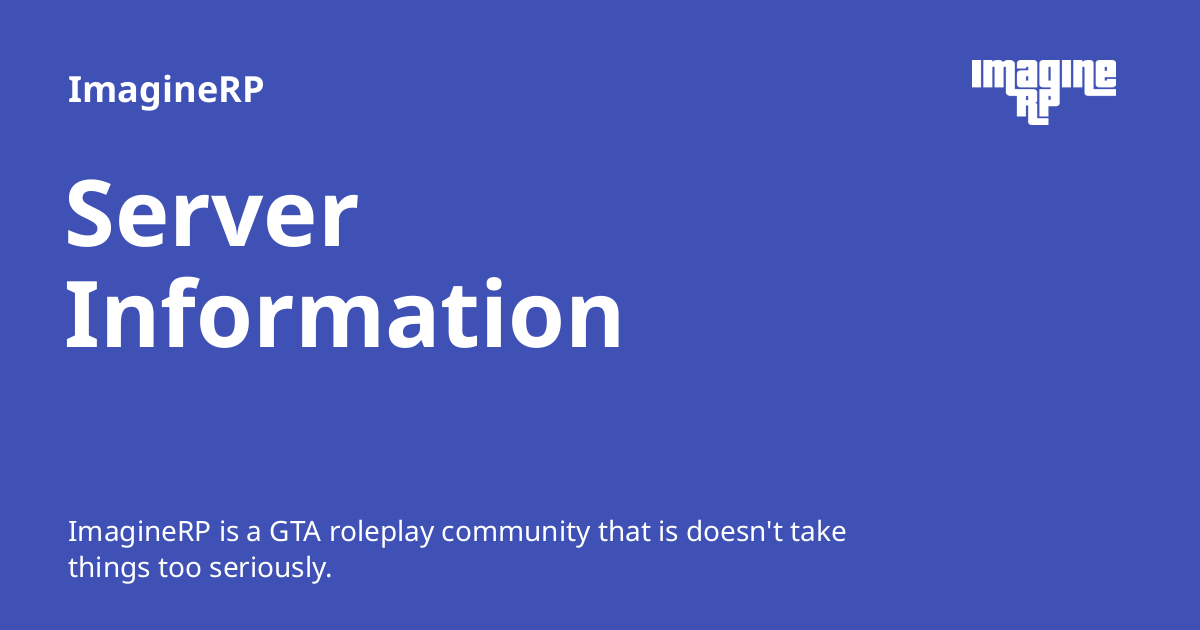 ImagineRP
Imagine
RP
Server
Information
ImagineRP is a GTA roleplay community that is doesn't take
things too seriously.